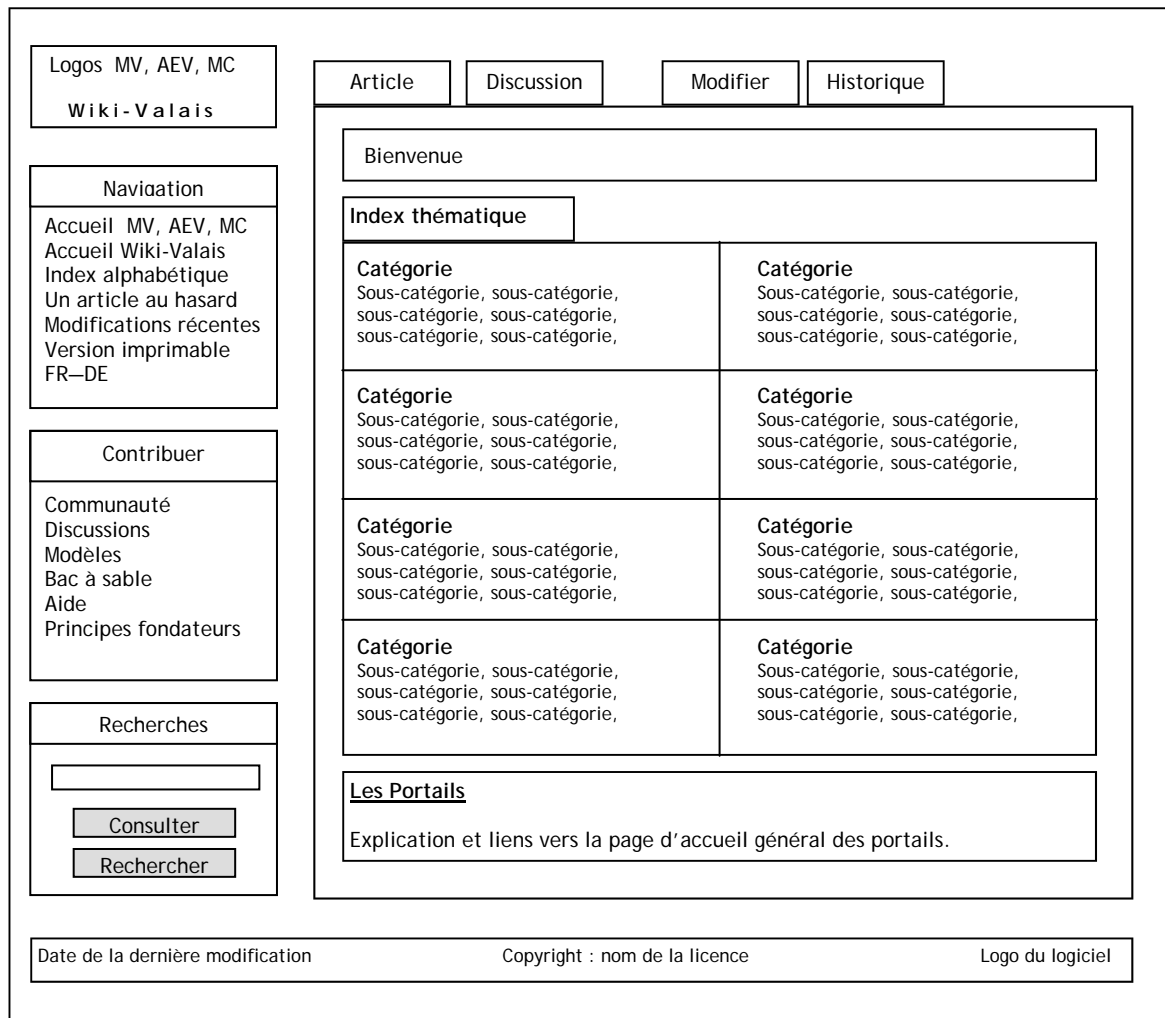 Logos MV, AEV, MC
Wiki-Valais
Article
Discussion
Modifier
Historique
Navigation
Accueil MV, AEV, MC
Accueil Wiki-Valais
Index alphabétique
Un article au hasard
Modifications récentes
Version imprimable
FR—DE
Contribuer
Communauté
Discussions
Modèles
Bac à sable
Aide
Principes fondateurs
Recherches
Consulter
Rechercher
Bienvenue
Index thématique
Catégorie
Sous-catégorie, sous-catégorie,
sous-catégorie, sous-catégorie,
sous-catégorie, sous-catégorie,
Catégorie
Sous-catégorie, sous-catégorie,
sous-catégorie, sous-catégorie,
sous-catégorie, sous-catégorie,
Catégorie
Sous-catégorie, sous-catégorie,
sous-catégorie, sous-catégorie,
sous-catégorie, sous-catégorie,
Catégorie
Sous-catégorie, sous-catégorie,
sous-catégorie, sous-catégorie,
sous-catégorie, sous-catégorie,
Catégorie
Sous-catégorie, sous-catégorie,
sous-catégorie, sous-catégorie,
sous-catégorie, sous-catégorie,
Catégorie
Sous-catégorie, sous-catégorie,
sous-catégorie, sous-catégorie,
sous-catégorie, sous-catégorie,
Catégorie
Sous-catégorie, sous-catégorie,
sous-catégorie, sous-catégorie,
sous-catégorie, sous-catégorie,
Catégorie
Sous-catégorie, sous-catégorie,
sous-catégorie, sous-catégorie,
sous-catégorie, sous-catégorie,
Les Portails
Explication et liens vers la page d'accueil général des portails.
Date de la dernière modification
Copyright : nom de la licence
Logo du logiciel